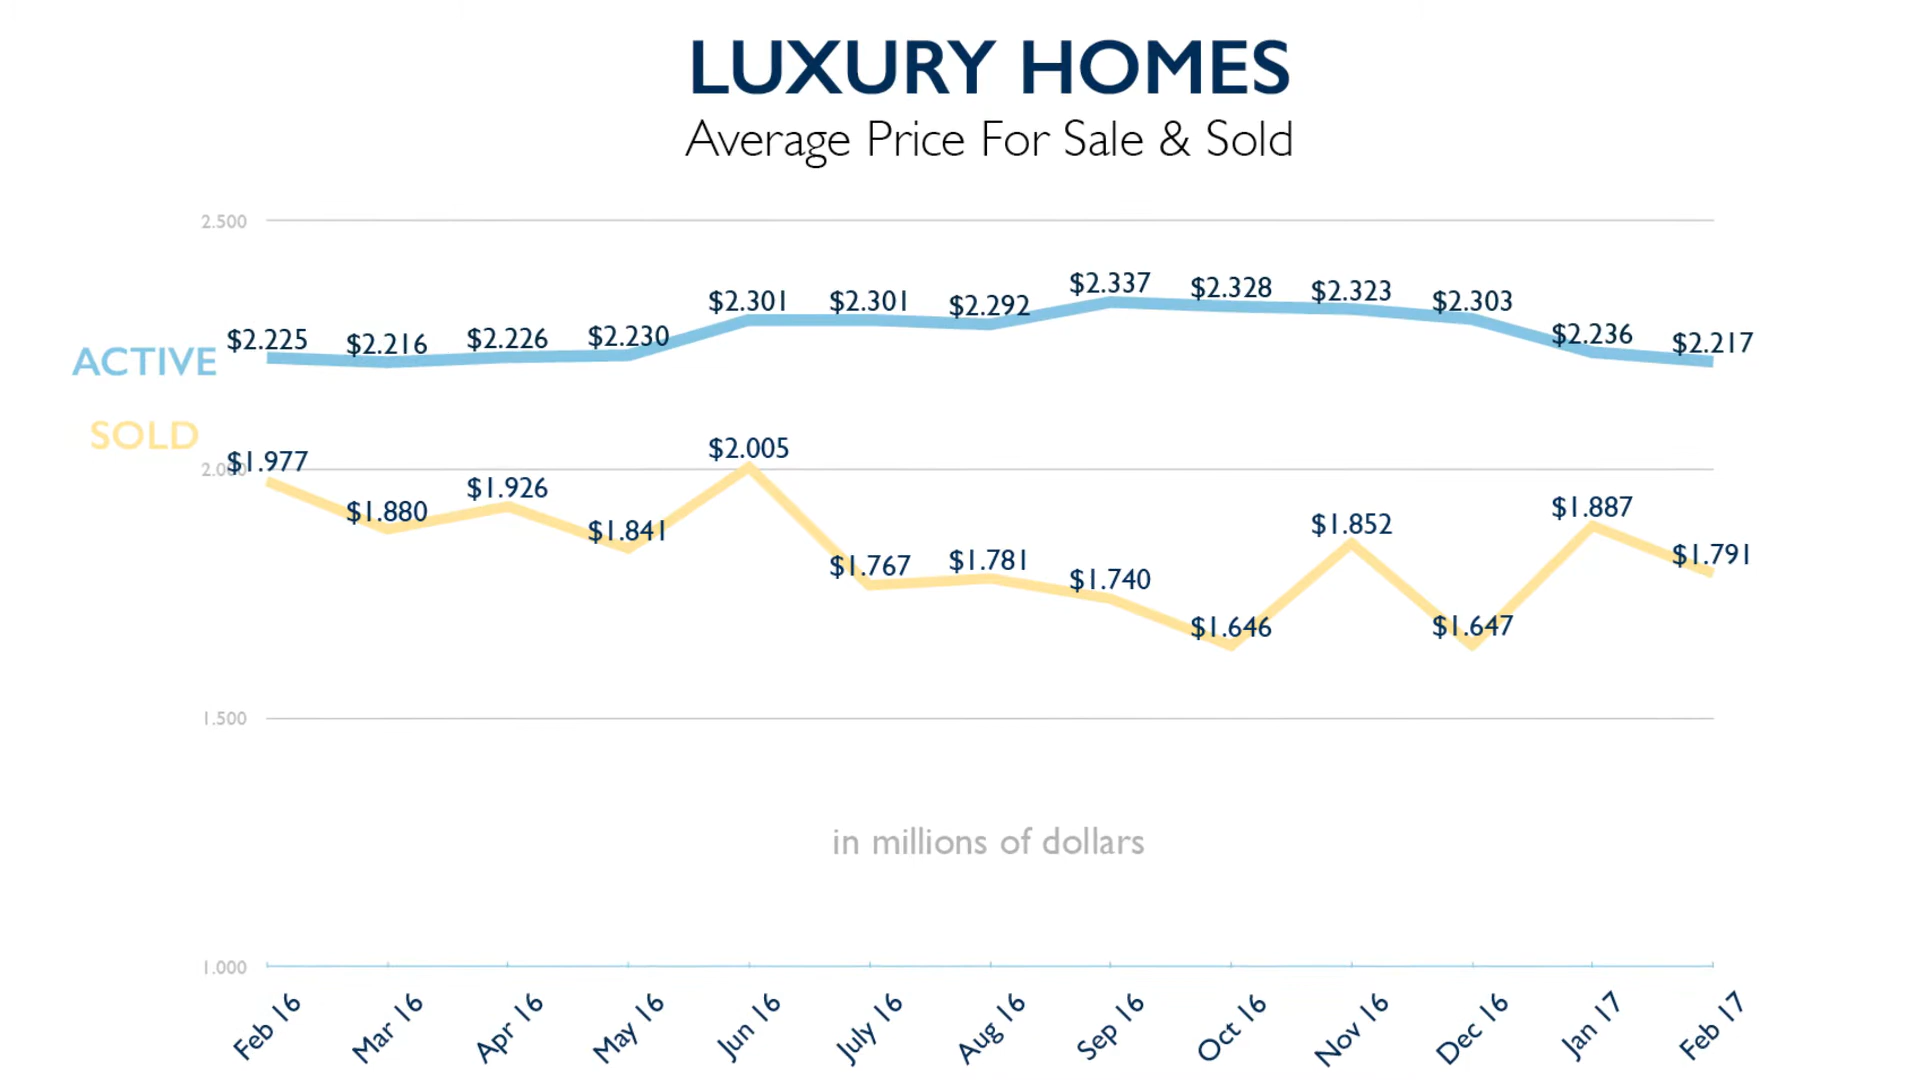 LUXURY HOMES
Average Price For Sale & Sold
2.500
$2.225 $2.216 $2.226 $2.230 $2.301 $2.301 $2.292 $2.337 $2.328 $2.323 $2.303 $2.236 $2.217
ACTIVE
SOLD
2.000
$1.977 $1.880 $1.926 $1.841 $2.005 $1.767 $1.781 $1.740 $1.646 $1.852 $1.647 $1.887 $1.791
1.500
in millions of dollars
1.000
Feb 16 Mar 16 Apr 16 May 16 Jun 16 July 16 Aug 16 Sep 16 Oct 16 Nov 16 Dec 16 Jan 17 Feb 17